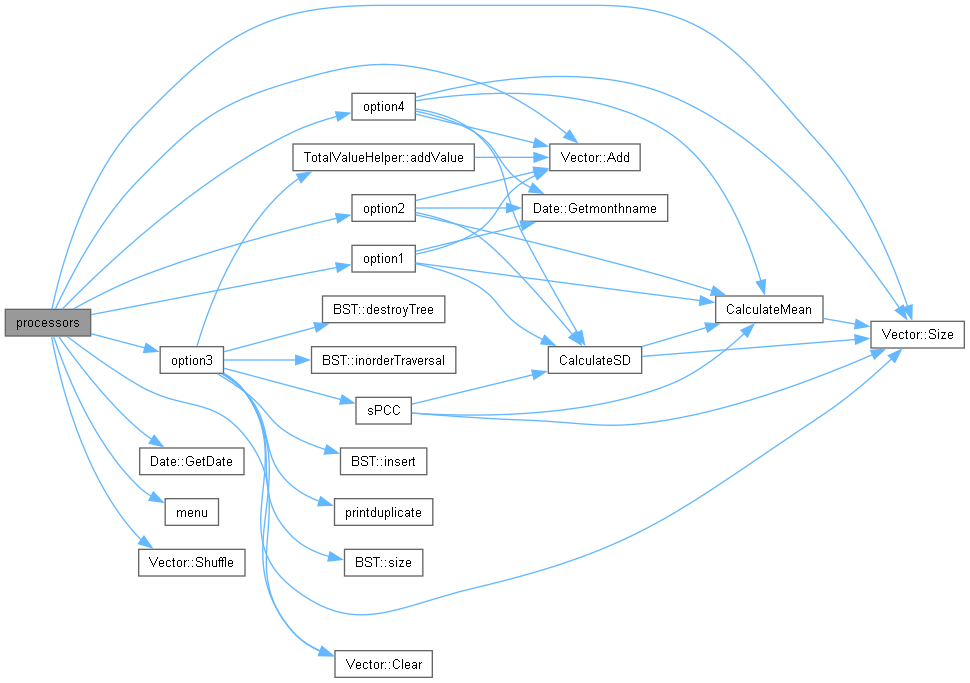 option4
TotalValueHelper::addValue
Vector::Add
option2
Date::Getmonthname
option1
BST::destroyTree
CalculateMean
processors
Vector::Size
option3
BST::inorderTraversal
CalculateSD
sPCC
Date::GetDate
BST::insert
menu
printduplicate
Vector::Shuffle
BST::size
Vector::Clear